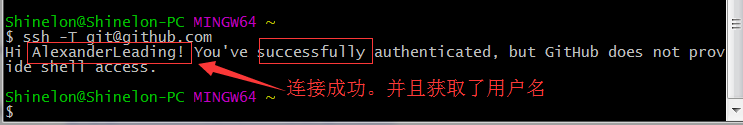 Shinelon@Shinelon-PC MINGW64 ~
$ ssh -T git@github.com
Hi AlexanderLeading! You've successfully authenticated, but GitHub does not prov
ide shell access.
连接成功。并且获取了用户名
Shinelon@Shinelon-PC MINGW64 ~
$